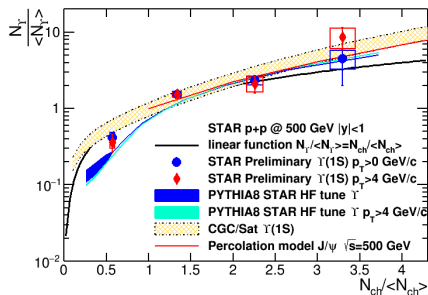 N_ϒ / <N_ϒ>
10
1
10⁻¹
10⁻²
STAR p+p @ 500 GeV |y|<1
linear function N_ϒ/<N_ϒ>=N_ch/<N_ch>
STAR Preliminary ϒ(1S) p_T>0 GeV/c
STAR Preliminary ϒ(1S) p_T>4 GeV/c
PYTHIA8 STAR HF tune ϒ
PYTHIA8 STAR HF tune ϒ p_T>4 GeV/c
CGC/Sat ϒ(1S)
Percolation model J/ψ √s=500 GeV
0 0.5 1 1.5 2 2.5 3 3.5 4
N_ch/<N_ch>